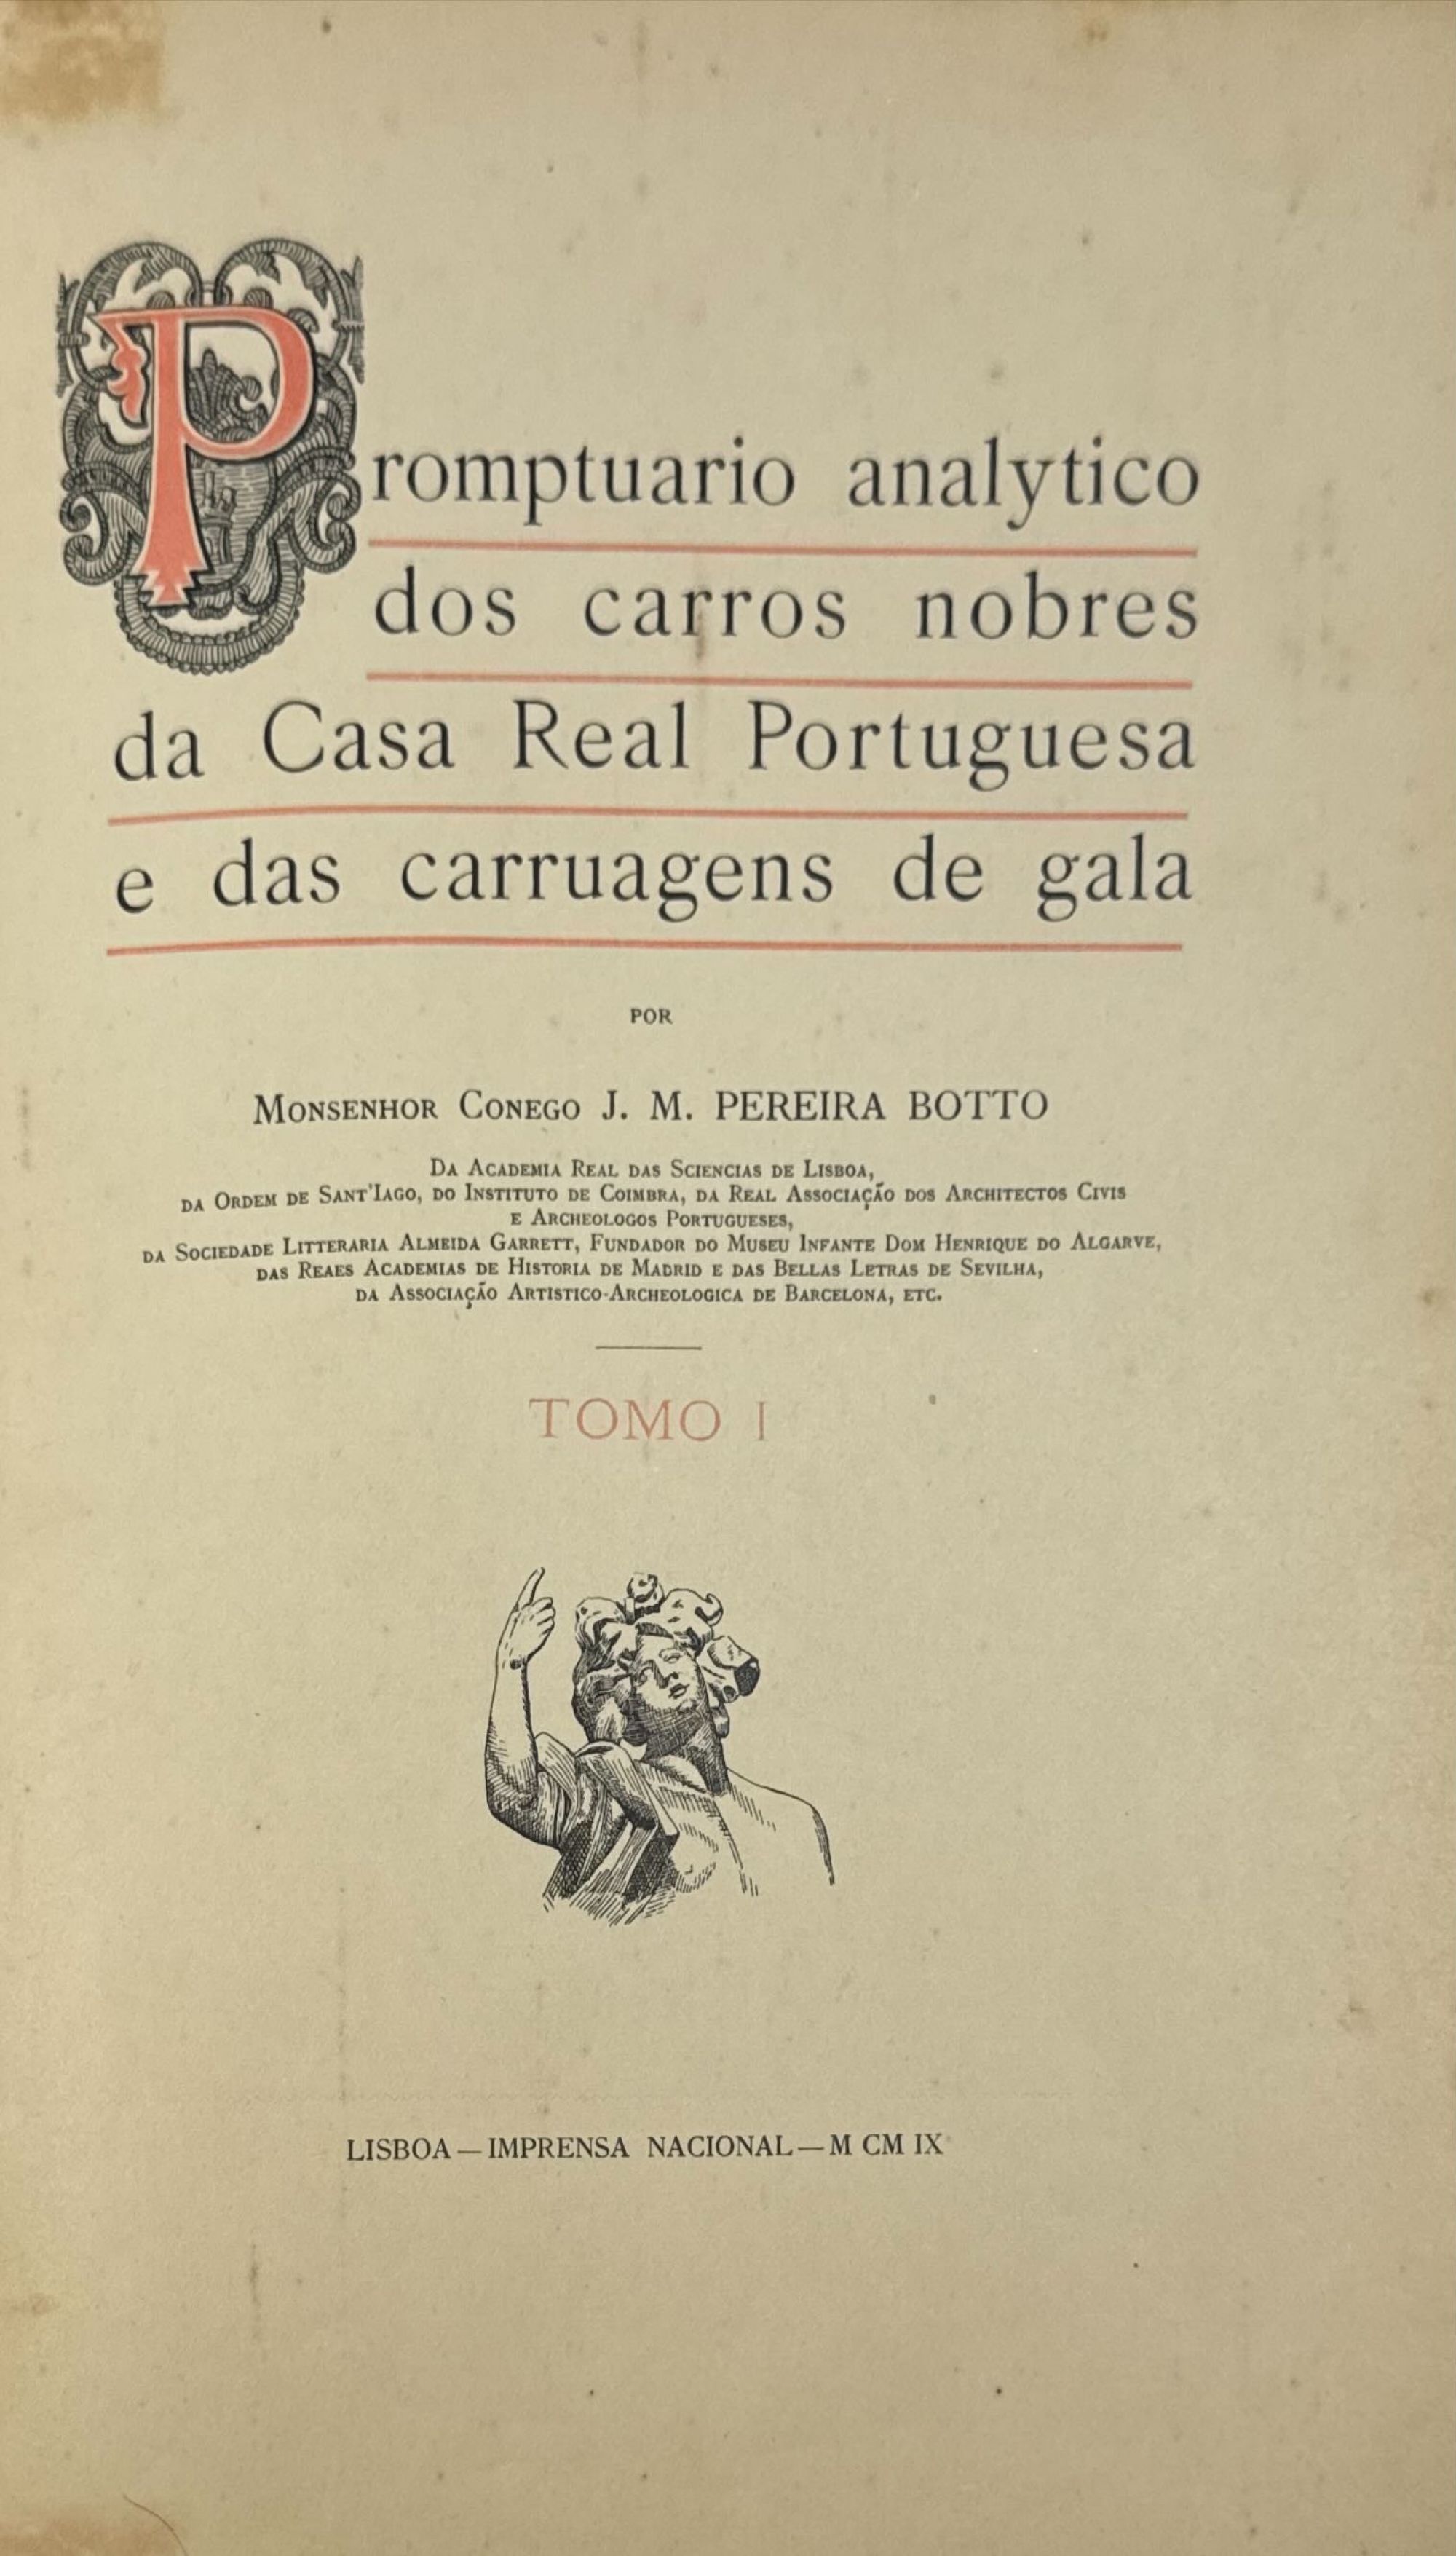 Promptuario analytico
dos carros nobres
da Casa Real Portuguesa
e das carruagens de gala
POR
MONSENHOR CONEGO J. M. PEREIRA BOTTO
DA ACADEMIA REAL DAS SCIENCIAS DE LISBOA,
DA ORDEM DE SANT'IAGO, DO INSTITUTO DE COIMBRA, DA REAL ASSOCIAÇÃO DOS ARCHITECTOS CIVIS
E ARCHEOLOGOS PORTUGUESES,
DA SOCIEDADE LITTERARIA ALMEIDA GARRETT, FUNDADOR DO MUSEU INFANTE DOM HENRIQUE DO ALGARVE,
DAS REAES ACADEMIAS DE HISTORIA DE MADRID E DAS BELLAS LETRAS DE SEVILHA,
DA ASSOCIAÇÃO ARTISTICO-ARCHEOLOGICA DE BARCELONA, ETC.
TOMO I
LISBOA — IMPRENSA NACIONAL — M CM IX